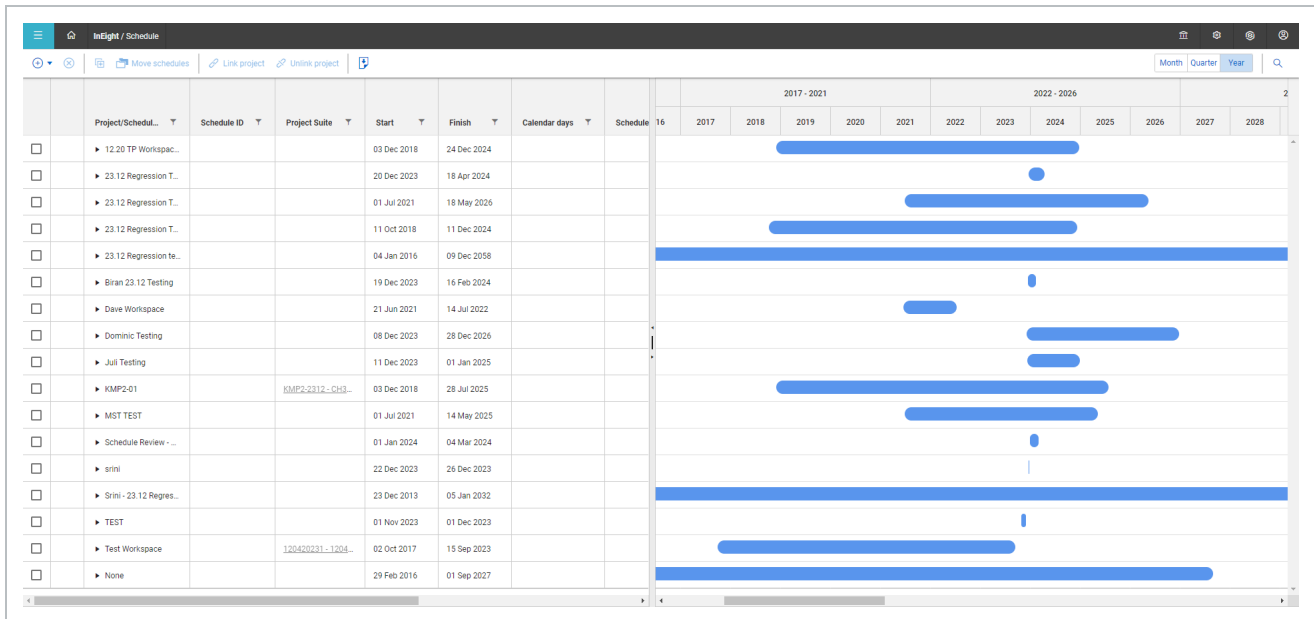 InEight / Schedule
Move schedules Link project Unlink project Month Quarter Year
2017 - 2021 2022 - 2026 2
Project/Schedul... Schedule ID Project Suite Start Finish Calendar days Schedule 16 2017 2018 2019 2020 2021 2022 2023 2024 2025 2026 2027 2028
12.20 TP Workspac... 03 Dec 2018 24 Dec 2024
23.12 Regression T... 20 Dec 2023 18 Apr 2024
23.12 Regression T... 01 Jul 2021 18 May 2026
23.12 Regression T... 11 Oct 2018 11 Dec 2024
23.12 Regression te... 04 Jan 2016 09 Dec 2058
Biran 23.12 Testing 19 Dec 2023 16 Feb 2024
Dave Workspace 21 Jun 2021 14 Jul 2022
Dominic Testing 08 Dec 2023 28 Dec 2026
Juli Testing 11 Dec 2023 01 Jan 2025
KMP2-01 KMP2-2312 - CH3... 03 Dec 2018 28 Jul 2025
MST TEST 01 Jul 2021 14 May 2025
Schedule Review - ... 01 Jan 2024 04 Mar 2024
srini 22 Dec 2023 26 Dec 2023
Srini - 23.12 Regres... 23 Dec 2013 05 Jan 2032
TEST 01 Nov 2023 01 Dec 2023
Test Workspace 120420231 - 1204... 02 Oct 2017 15 Sep 2023
None 29 Feb 2016 01 Sep 2027